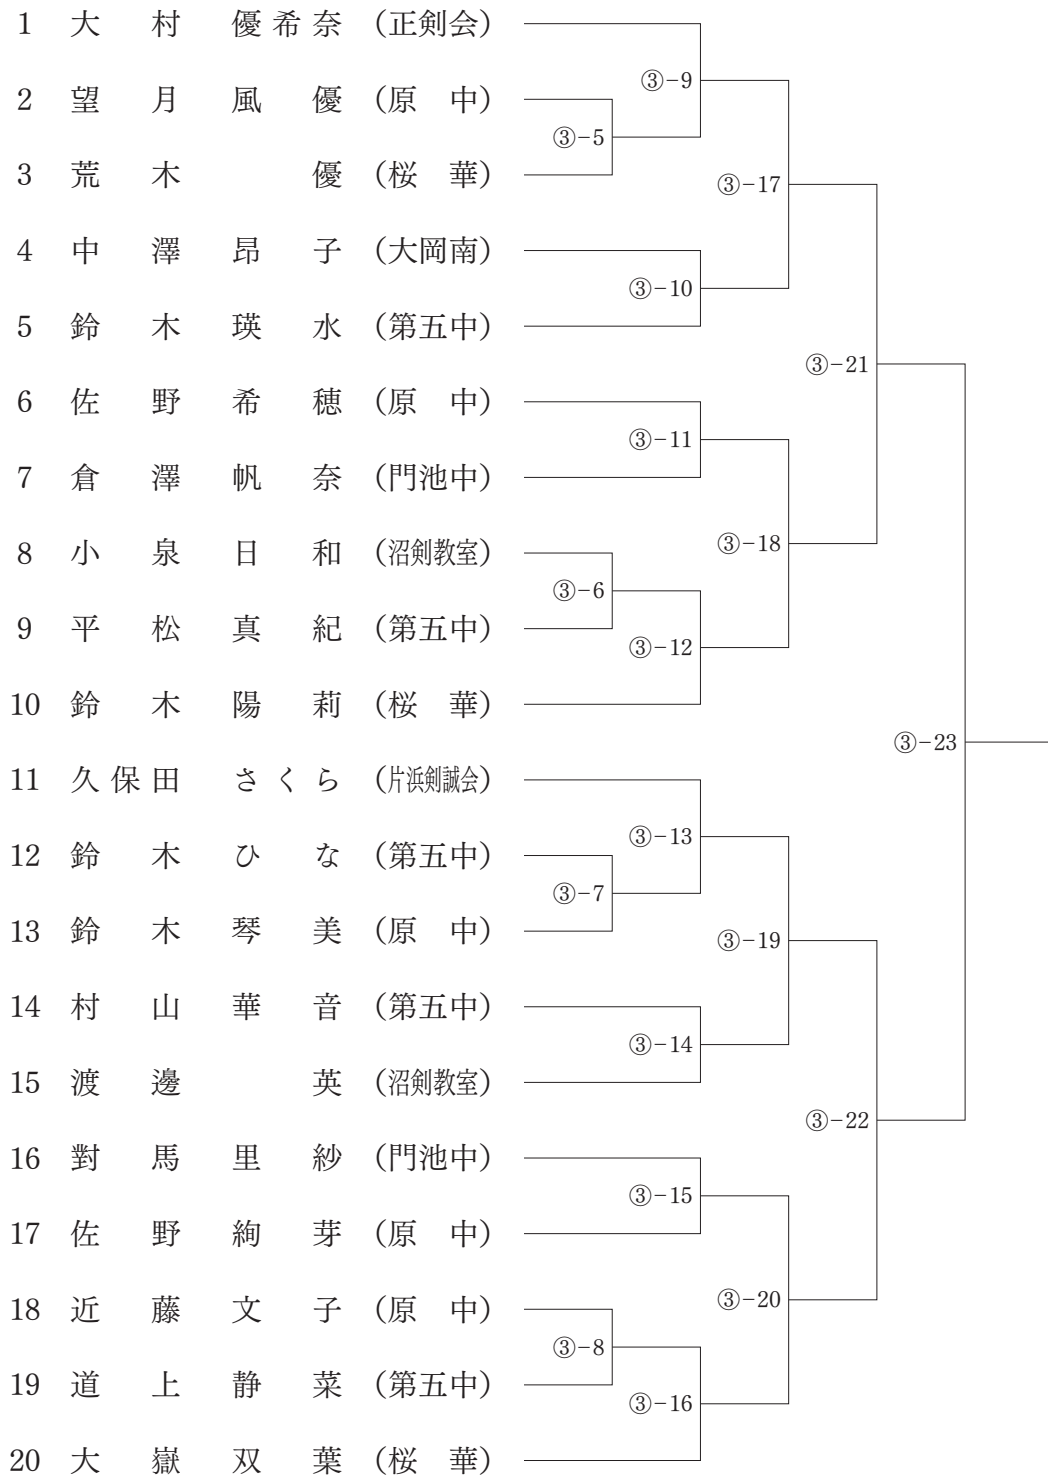 1 大村優希奈 (正剣会)
③-9
2 望月風優 (原 中)
③-5
3 荒木 優 (桜 華)
③-17
4 中澤昂子 (大岡南)
③-10
5 鈴木瑛水 (第五中)
③-21
6 佐野希穂 (原 中)
③-11
7 倉澤帆奈 (門池中)
③-18
8 小泉日和 (沼剣教室)
③-6
9 平松真紀 (第五中)
③-12
10 鈴木陽莉 (桜 華)
③-23
11 久保田さくら (片浜剣誠会)
③-13
12 鈴木ひな (第五中)
③-7
13 鈴木琴美 (原 中)
③-19
14 村山華音 (第五中)
③-14
15 渡邊 英 (沼剣教室)
③-22
16 對馬里紗 (門池中)
③-15
17 佐野絢芽 (原 中)
③-20
18 近藤文子 (原 中)
③-8
19 道上静菜 (第五中)
③-16
20 大嶽双葉 (桜 華)